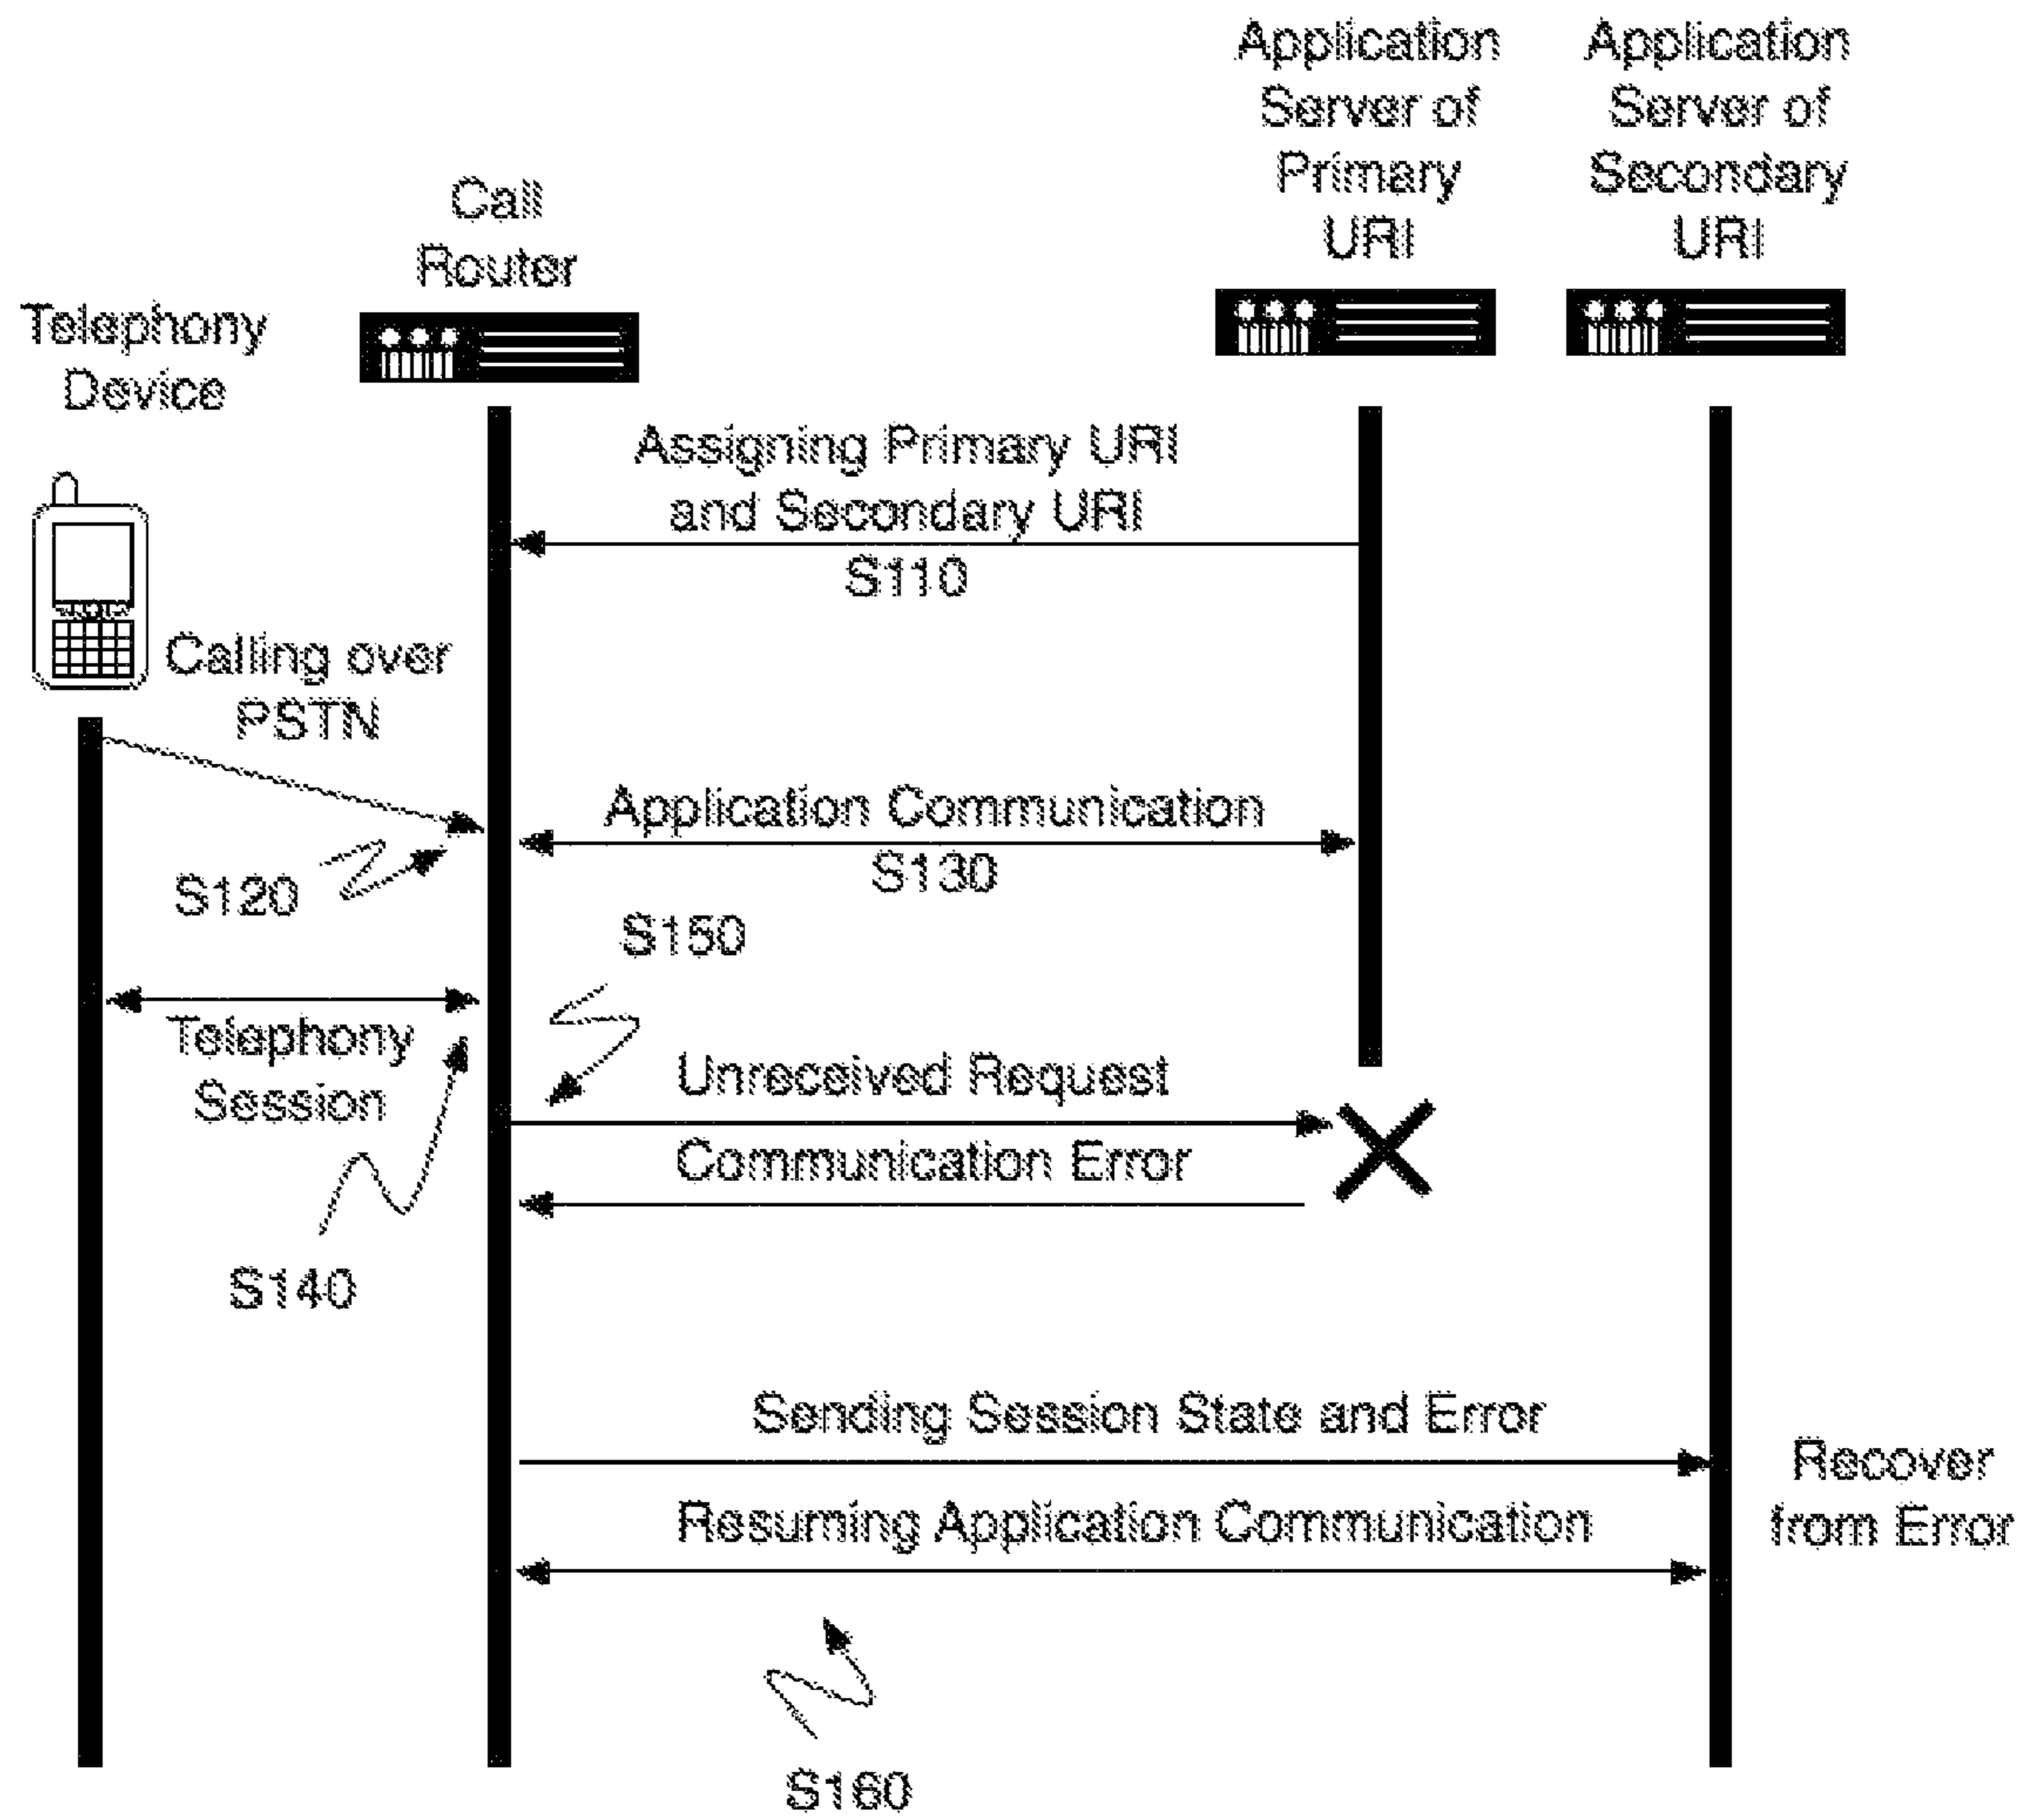 Application
Server of
Primary
URI
Application
Server of
Secondary
URI
Call
Router
Telephony
Device
Assigning Primary URI
and Secondary URI
S110
Calling over
PSTN
Application Communication
S130
S120
S150
Telephony
Session
Unreceived Request
Communication Error
S140
Sending Session State and Error
Recover
from Error
Resuming Application Communication
S160